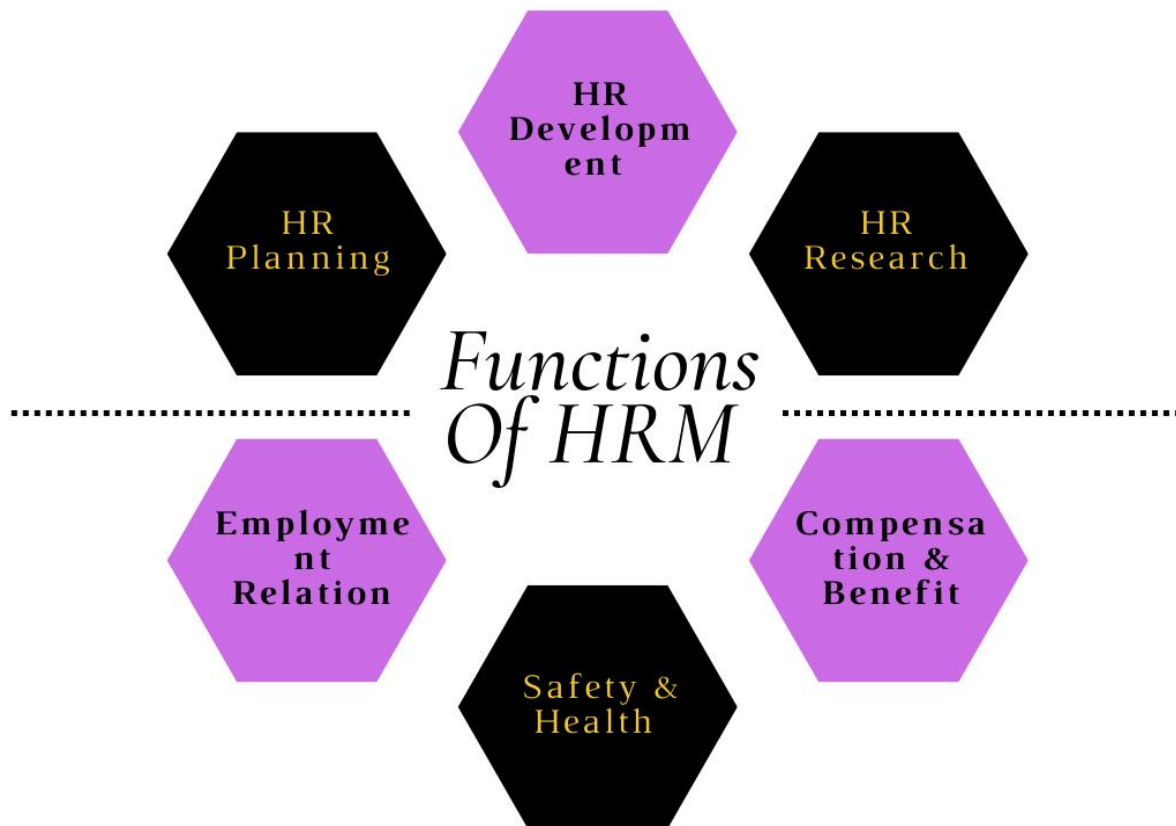 HR
Developm
ent
HR
Planning
HR
Research
Functions
Of HRM
Employme
nt
Relation
Compensa
tion &
Benefit
Safety &
Health